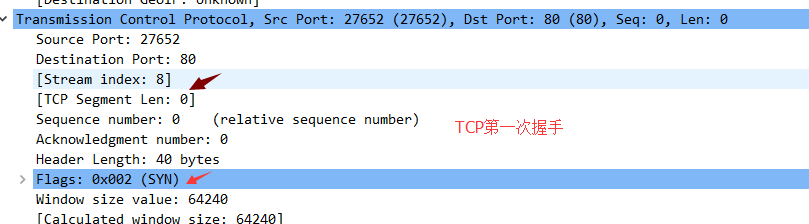 [Destination GeoIP: Unknown]
Transmission Control Protocol, Src Port: 27652 (27652), Dst Port: 80 (80), Seq: 0, Len: 0
Source Port: 27652
Destination Port: 80
[Stream index: 8]
[TCP Segment Len: 0]
Sequence number: 0 (relative sequence number)
TCP第一次握手
Acknowledgment number: 0
Header Length: 40 bytes
Flags: 0x002 (SYN)
Window size value: 64240
[Calculated window size: 64240]